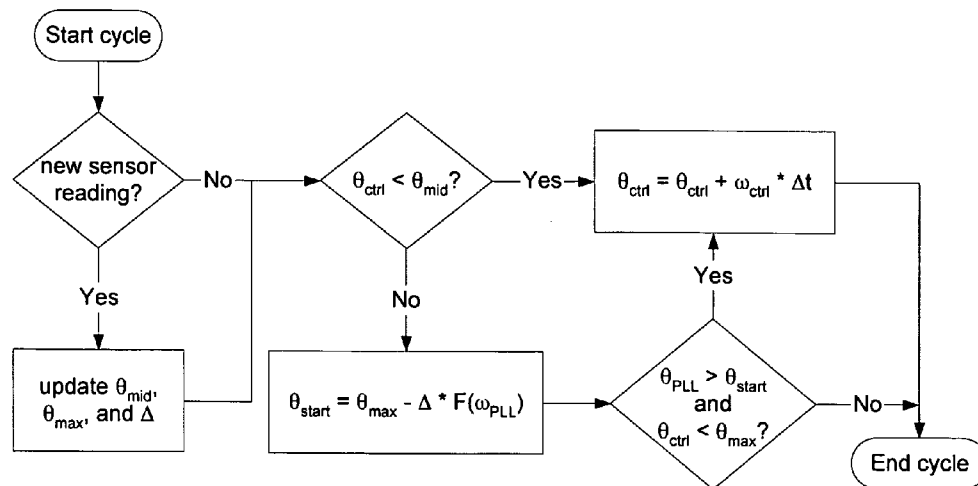 Start cycle
new sensor
reading?
No
Yes
update θmid,
θmax, and Δ
θctrl < θmid?
Yes
No
θctrl = θctrl + ωctrl * Δt
θstart = θmax - Δ * F(ωPLL)
θPLL > θstart
and
θctrl < θmax?
Yes
No
End cycle